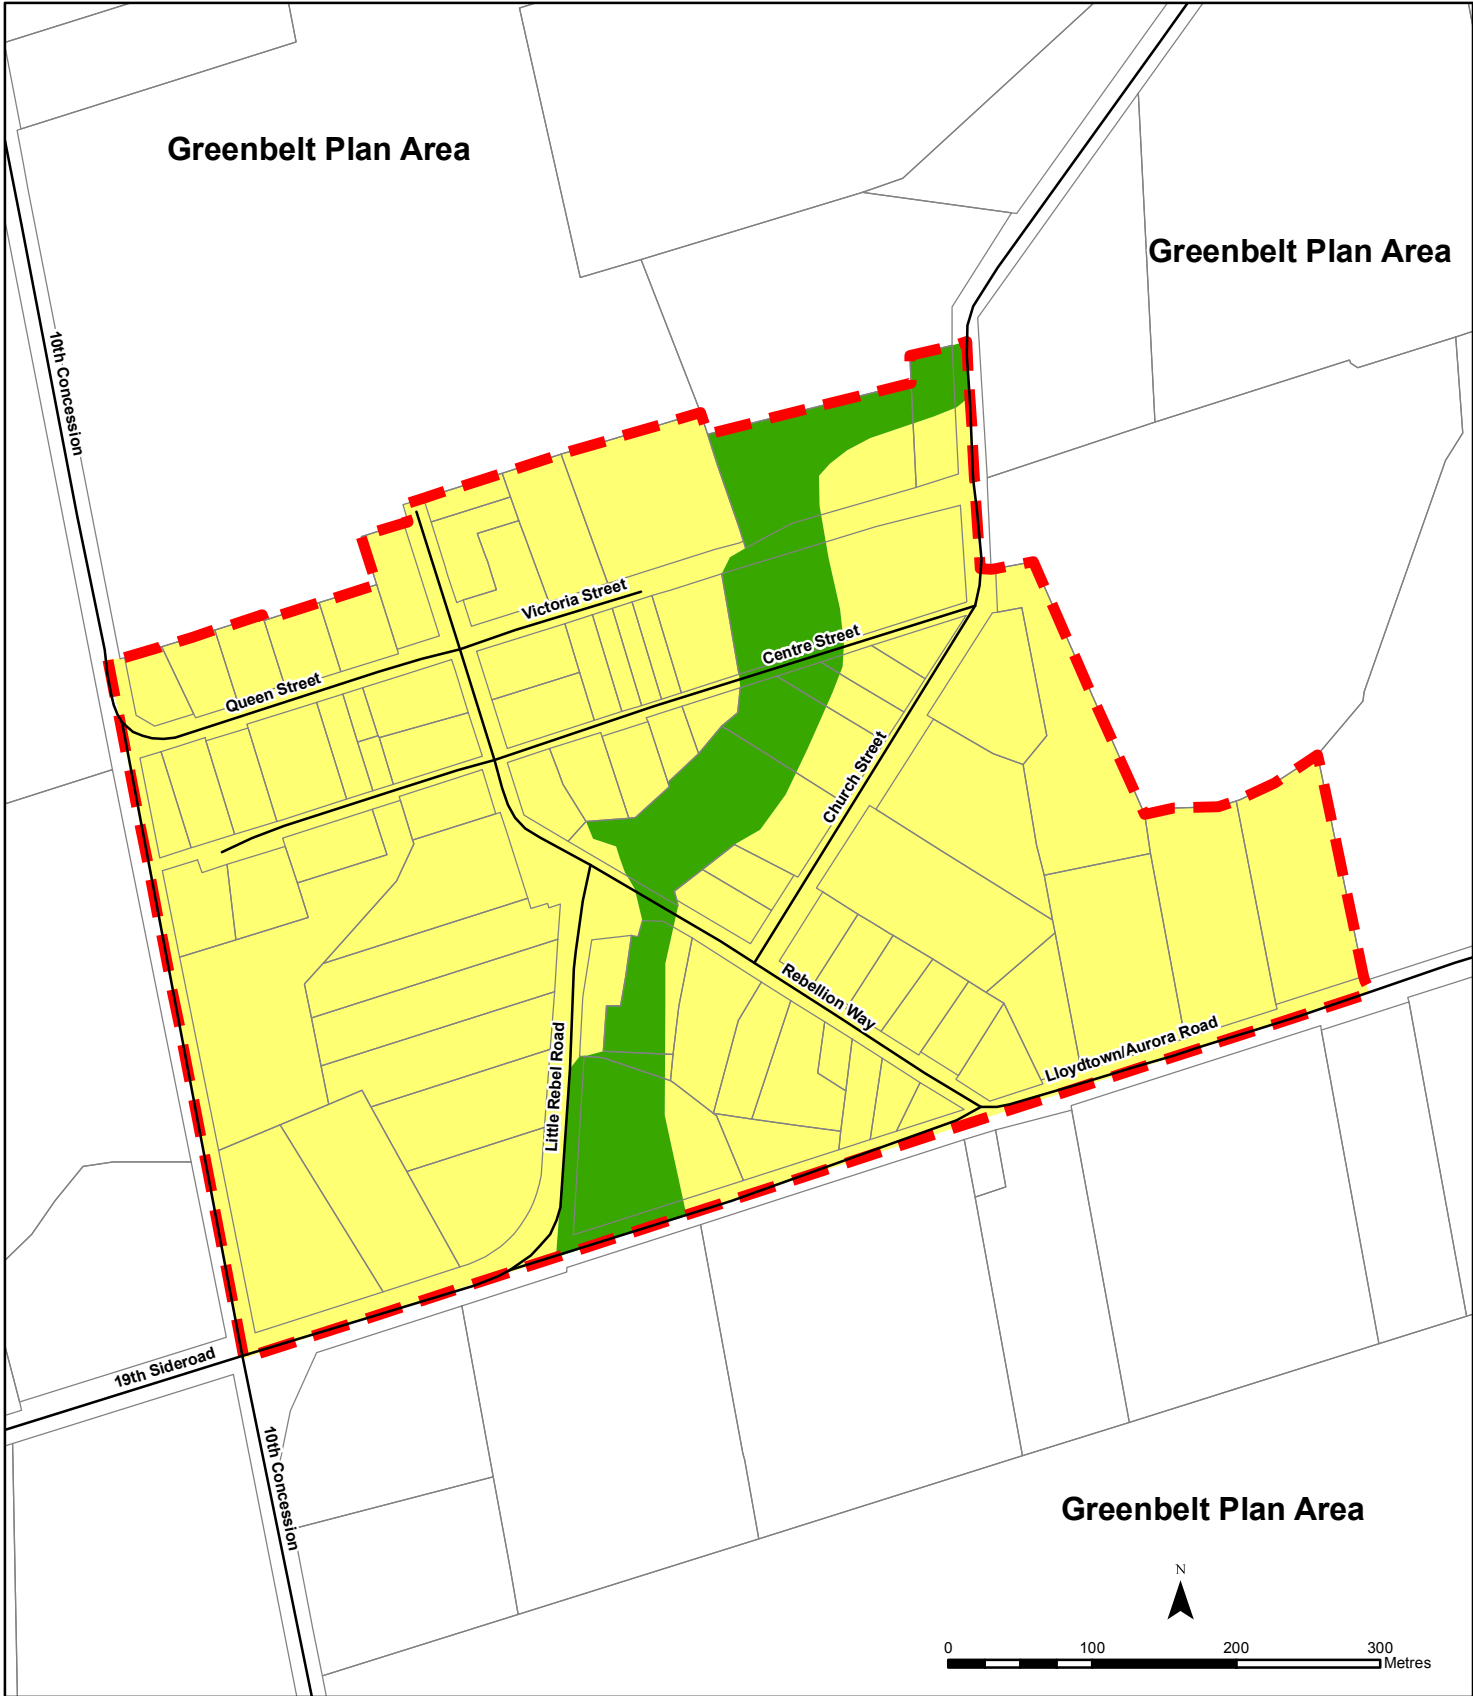 Greenbelt Plan Area
Greenbelt Plan Area
10th Concession
Victoria Street
Centre Street
Queen Street
Church Street
Rebellion Way
Little Rebel Road
Lloydtown/Aurora Road
19th Sideroad
10th Concession
Greenbelt Plan Area
N
0 100 200 300
Metres